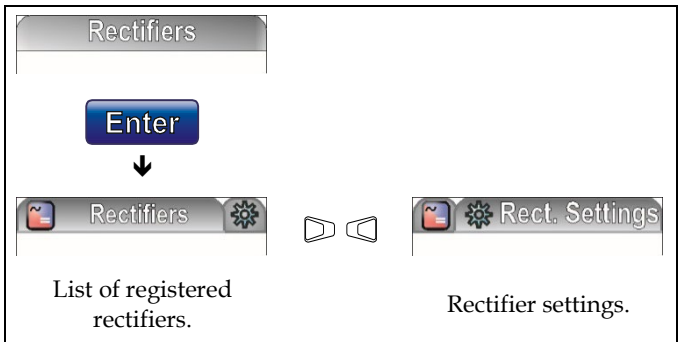 Rectifiers
Enter
Rectifiers
Rect. Settings
List of registered
rectifiers.
Rectifier settings.